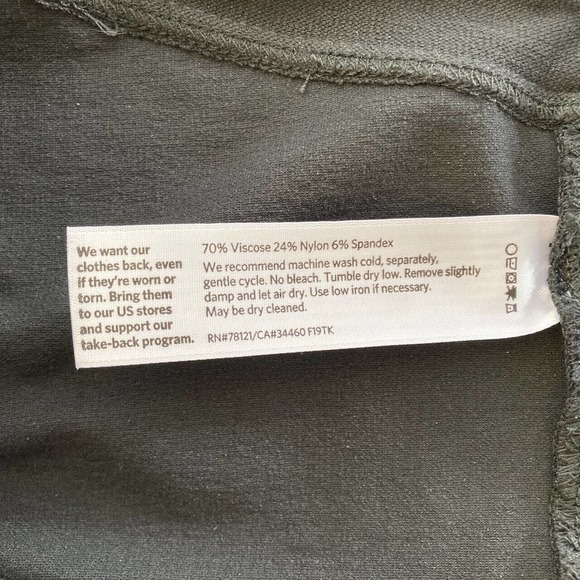 We want our
clothes back, even
if they're worn or
torn. Bring them
to our US stores
and support our
take-back program.
70% Viscose 24% Nylon 6% Spandex
We recommend machine wash cold, separately,
gentle cycle. No bleach. Tumble dry low. Remove slightly
damp and let air dry. Use low iron if necessary.
May be dry cleaned.
RN#78121/CA#34460 F19TK